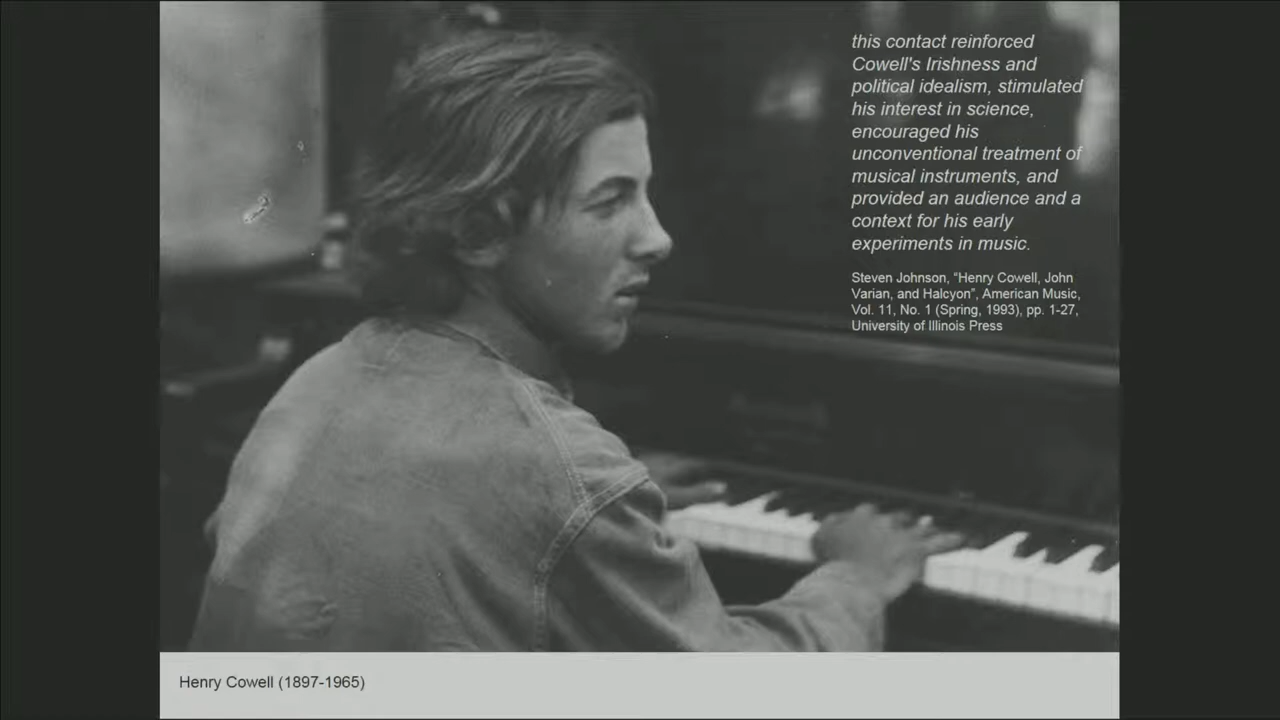 this contact reinforced
Cowell's Irishness and
political idealism, stimulated
his interest in science,
encouraged his
unconventional treatment of
musical instruments, and
provided an audience and a
context for his early
experiments in music.
Steven Johnson, “Henry Cowell, John
Varian, and Halcyon”, American Music,
Vol. 11, No. 1 (Spring, 1993), pp. 1-27,
University of Illinois Press
Henry Cowell (1897-1965)